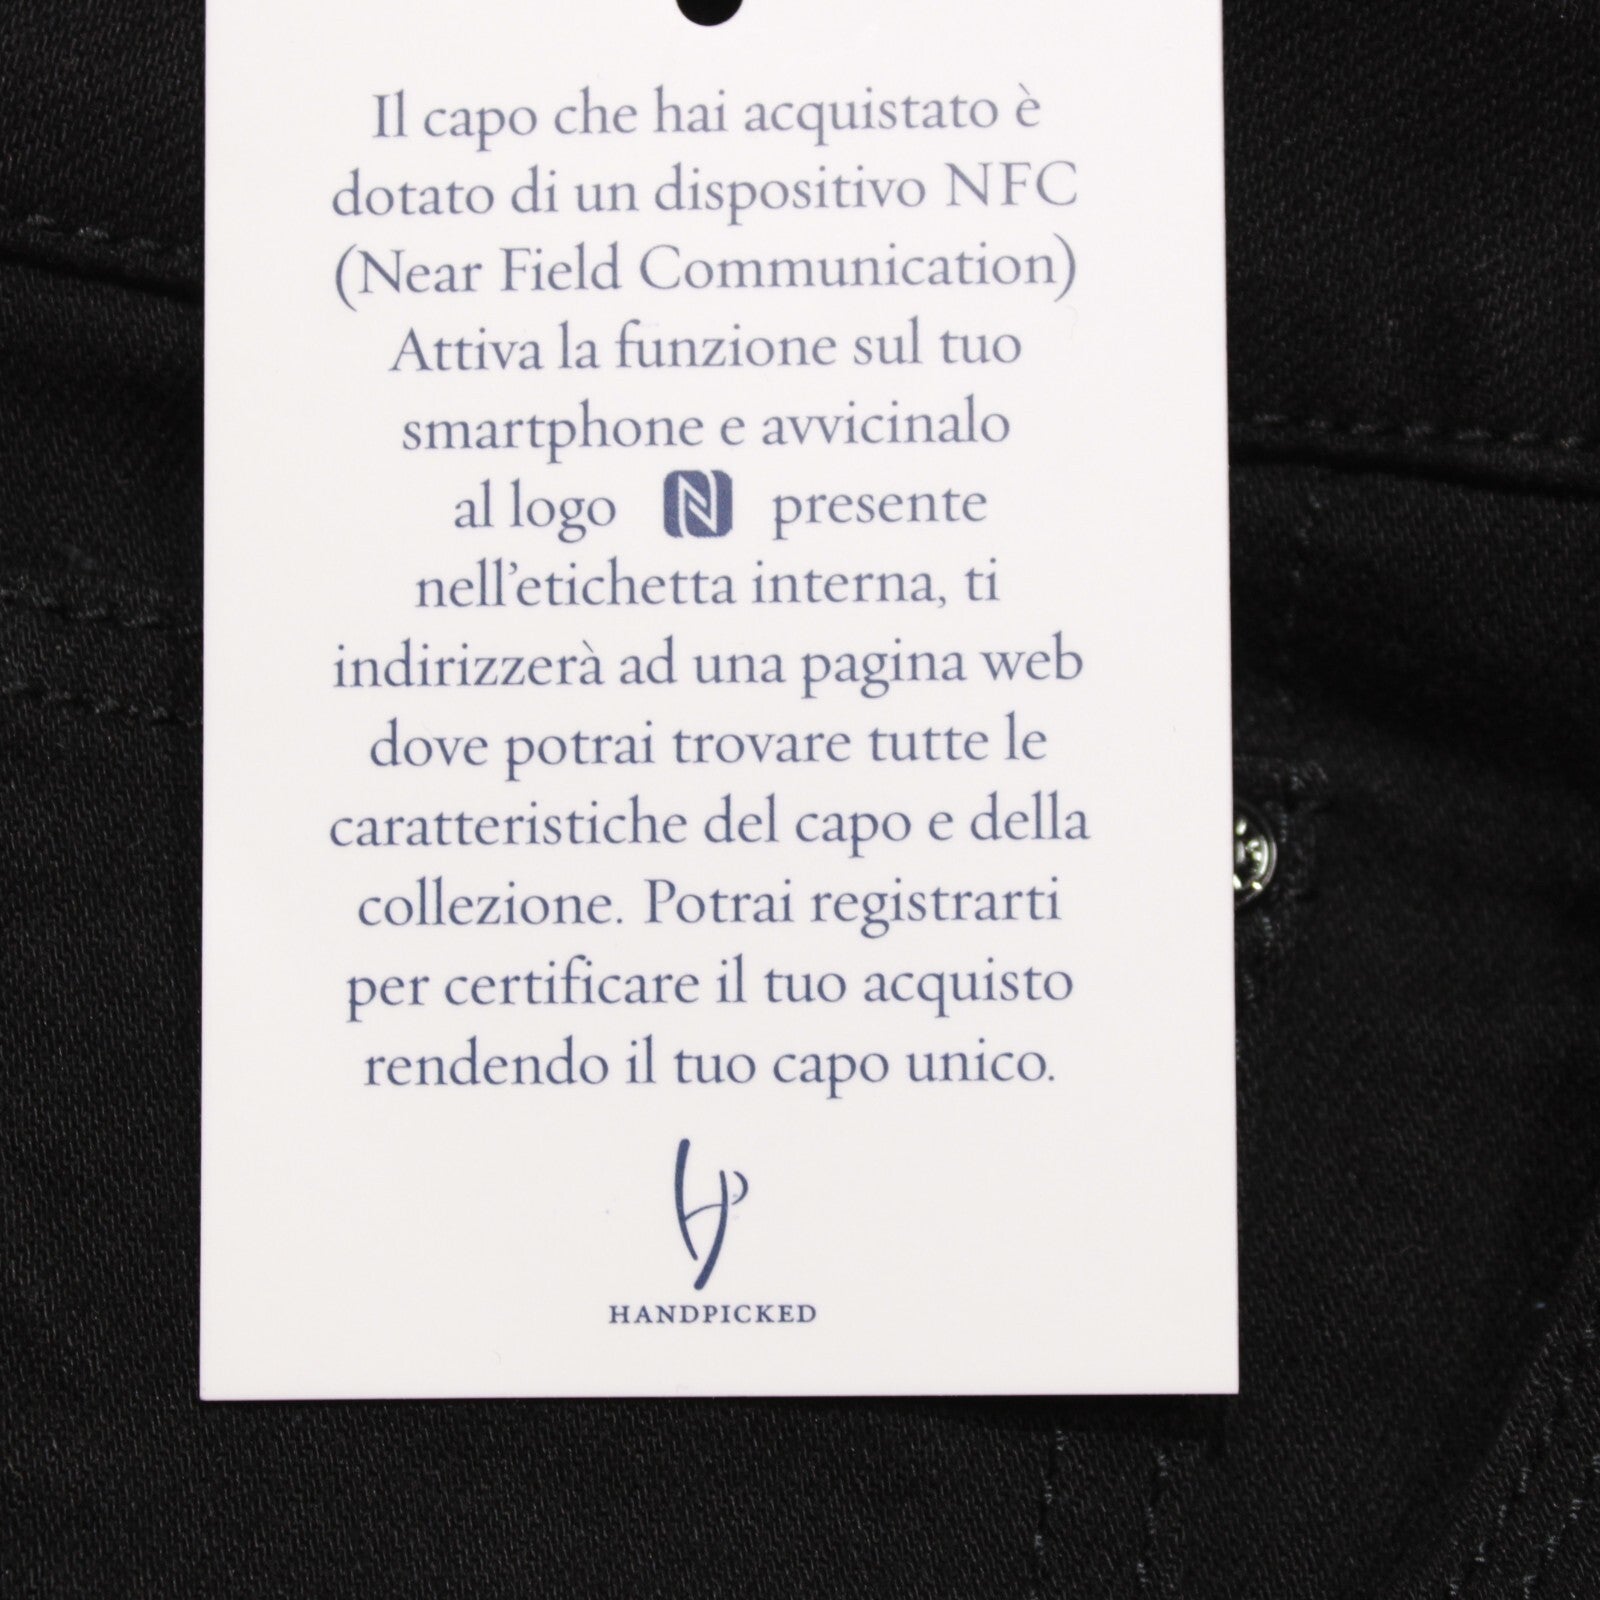 Il capo che hai acquistato è
dotato di un dispositivo NFC
(Near Field Communication)
Attiva la funzione sul tuo
smartphone e avvicinalo
al logo N presente
nell’etichetta interna, ti
indirizzerà ad una pagina web
dove potrai trovare tutte le
caratteristiche del capo e della
collezione. Potrai registrarti
per certificare il tuo acquisto
rendendo il tuo capo unico.
HP
HANDPICKED